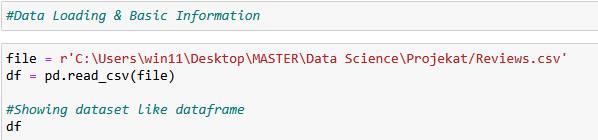 #Data Loading & Basic Information
file = r'C:\Users\win11\Desktop\MASTER\Data Science\Projekat/Reviews.csv'
df = pd.read_csv(file)
#Showing dataset like dataframe
df